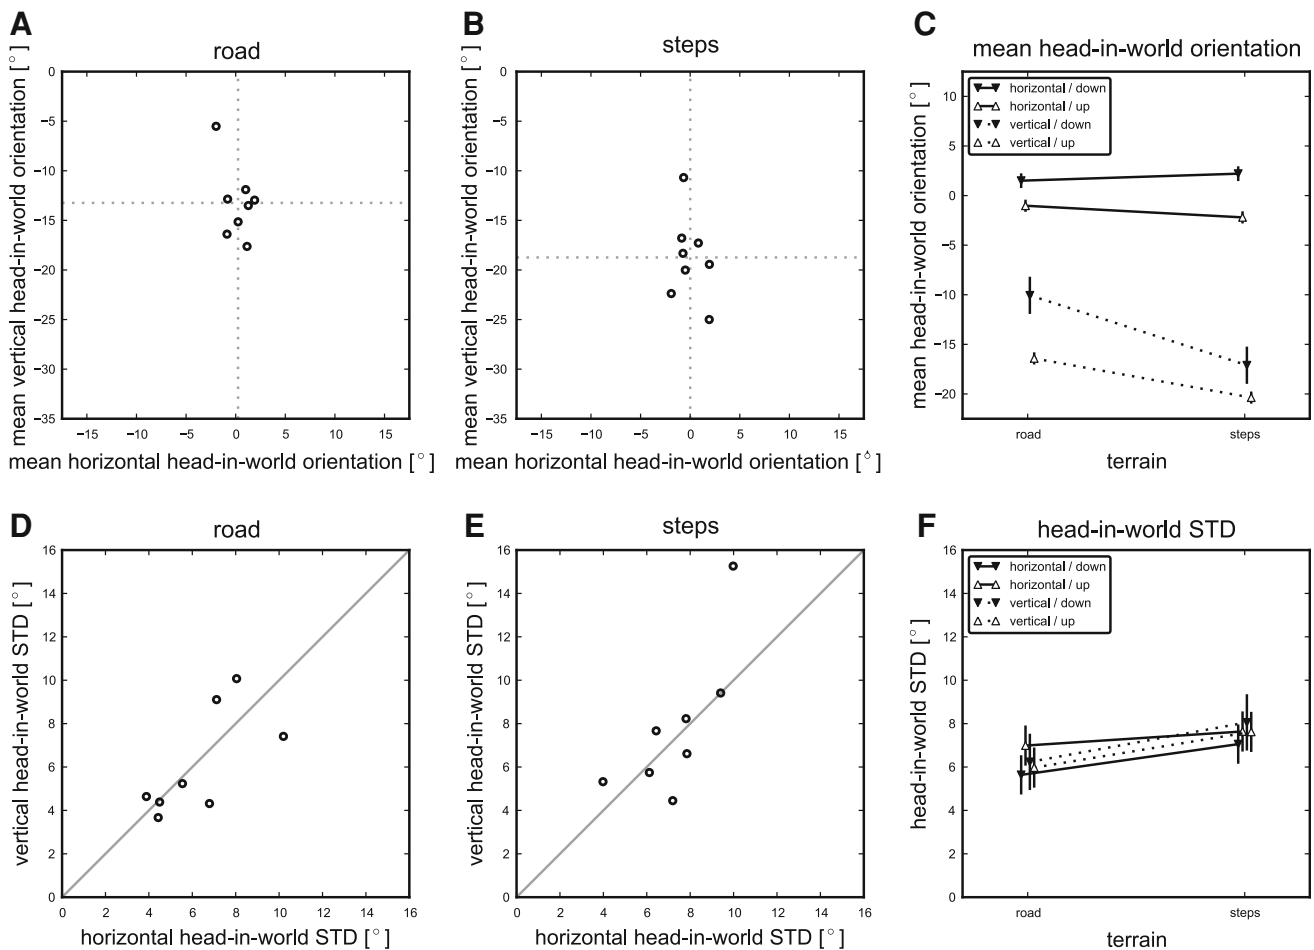 A
road
mean vertical head-in-world orientation [°]
0
−5
−10
−15
−20
−25
−30
−35
−15 −10 −5 0 5 10 15
mean horizontal head-in-world orientation [°]
B
steps
mean vertical head-in-world orientation [°]
0
−5
−10
−15
−20
−25
−30
−35
−15 −10 −5 0 5 10 15
mean horizontal head-in-world orientation [°]
C
mean head-in-world orientation
mean head-in-world orientation [°]
horizontal / down
horizontal / up
vertical / down
vertical / up
10
5
0
−5
−10
−15
−20
road steps
terrain
D
road
vertical head-in-world STD [°]
16
14
12
10
8
6
4
2
0
0 2 4 6 8 10 12 14 16
horizontal head-in-world STD [°]
E
steps
vertical head-in-world STD [°]
16
14
12
10
8
6
4
2
0
0 2 4 6 8 10 12 14 16
horizontal head-in-world STD [°]
F
head-in-world STD
head-in-world STD [°]
horizontal / down
horizontal / up
vertical / down
vertical / up
16
14
12
10
8
6
4
2
0
road steps
terrain